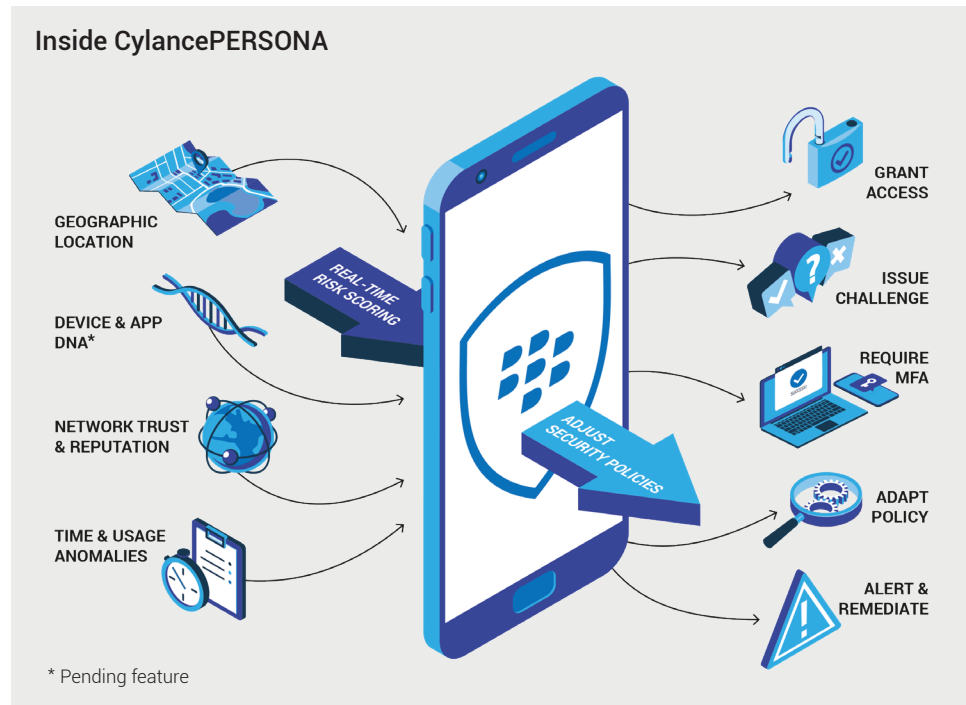 Inside CylancePERSONA
GEOGRAPHIC
LOCATION
DEVICE & APP
DNA*
NETWORK TRUST
& REPUTATION
TIME & USAGE
ANOMALIES
REAL-TIME
RISK SCORING
ADJUST
SECURITY POLICIES
GRANT
ACCESS
ISSUE
CHALLENGE
REQUIRE
MFA
ADAPT
POLICY
ALERT &
REMEDIATE
* Pending feature